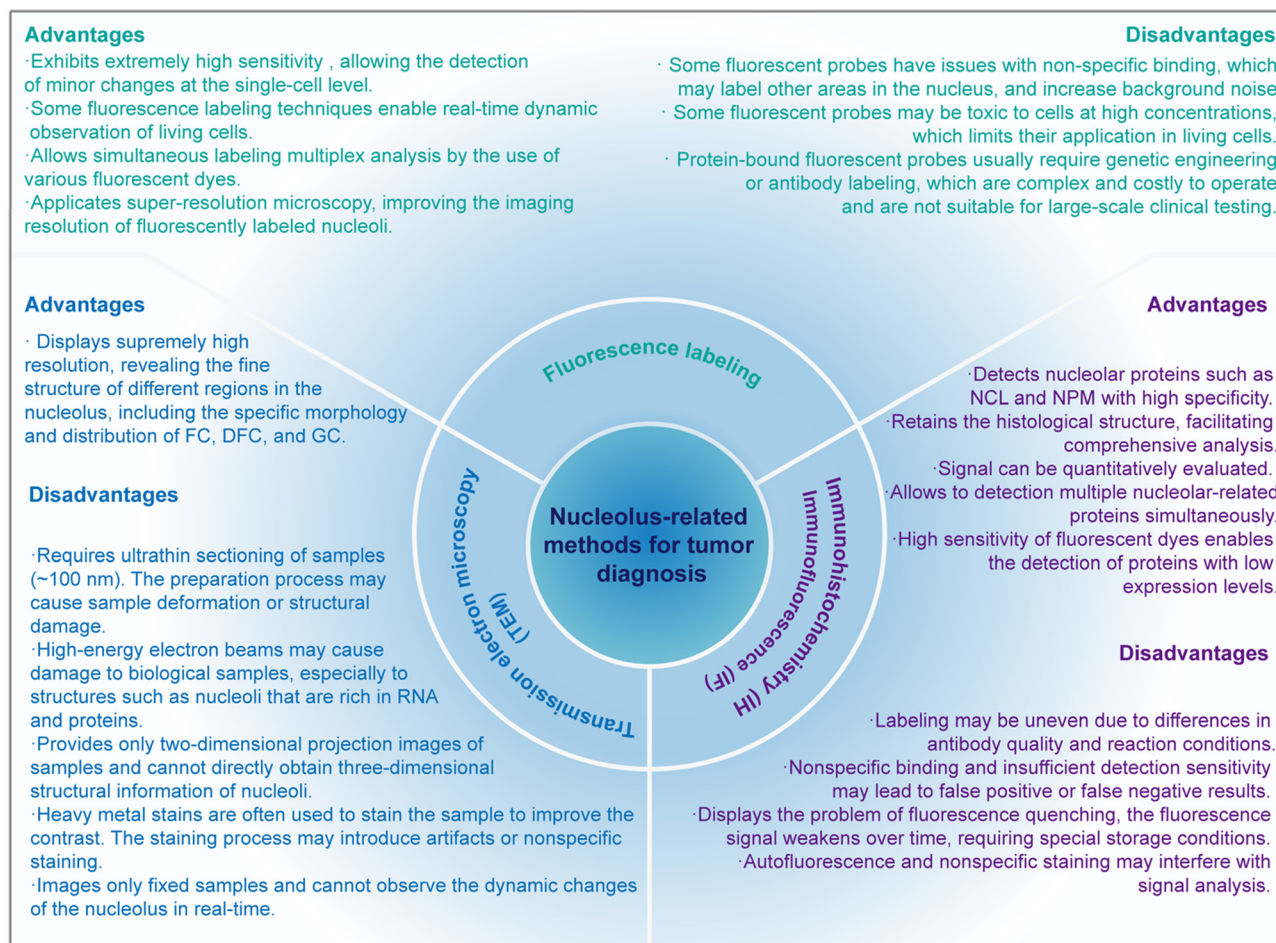 Advantages
·Exhibits extremely high sensitivity , allowing the detection
of minor changes at the single-cell level.
·Some fluorescence labeling techniques enable real-time dynamic
observation of living cells.
·Allows simultaneous labeling multiplex analysis by the use of
various fluorescent dyes.
·Applicates super-resolution microscopy, improving the imaging
resolution of fluorescently labeled nucleoli.
Disadvantages
· Some fluorescent probes have issues with non-specific binding, which
may label other areas in the nucleus, and increase background noise
· Some fluorescent probes may be toxic to cells at high concentrations,
which limits their application in living cells.
· Protein-bound fluorescent probes usually require genetic engineering
or antibody labeling, which are complex and costly to operate
and are not suitable for large-scale clinical testing.
Advantages
· Displays supremely high
resolution, revealing the fine
structure of different regions in the
nucleolus, including the specific morphology
and distribution of FC, DFC, and GC.
Disadvantages
·Requires ultrathin sectioning of samples
(~100 nm). The preparation process may
cause sample deformation or structural
damage.
·High-energy electron beams may cause
damage to biological samples, especially to
structures such as nucleoli that are rich in RNA
and proteins.
·Provides only two-dimensional projection images of
samples and cannot directly obtain three-dimensional
structural information of nucleoli.
·Heavy metal stains are often used to stain the sample to improve the
contrast. The staining process may introduce artifacts or nonspecific
staining.
·Images only fixed samples and cannot observe the dynamic changes
of the nucleolus in real-time.
Fluorescence labeling
Transmission electron microscopy
(TEM)
Nucleolus-related
methods for tumor
diagnosis
Immunohistochemistry (IH
Immunofluorescence (IF)
Advantages
·Detects nucleolar proteins such as
NCL and NPM with high specificity.
·Retains the histological structure, facilitating
comprehensive analysis.
·Signal can be quantitatively evaluated.
·Allows to detection multiple nucleolar-related
proteins simultaneously.
·High sensitivity of fluorescent dyes enables
the detection of proteins with low
expression levels.
Disadvantages
·Labeling may be uneven due to differences in
antibody quality and reaction conditions.
·Nonspecific binding and insufficient detection sensitivity
may lead to false positive or false negative results.
·Displays the problem of fluorescence quenching, the fluorescence
signal weakens over time, requiring special storage conditions.
·Autofluorescence and nonspecific staining may interfere with
signal analysis.